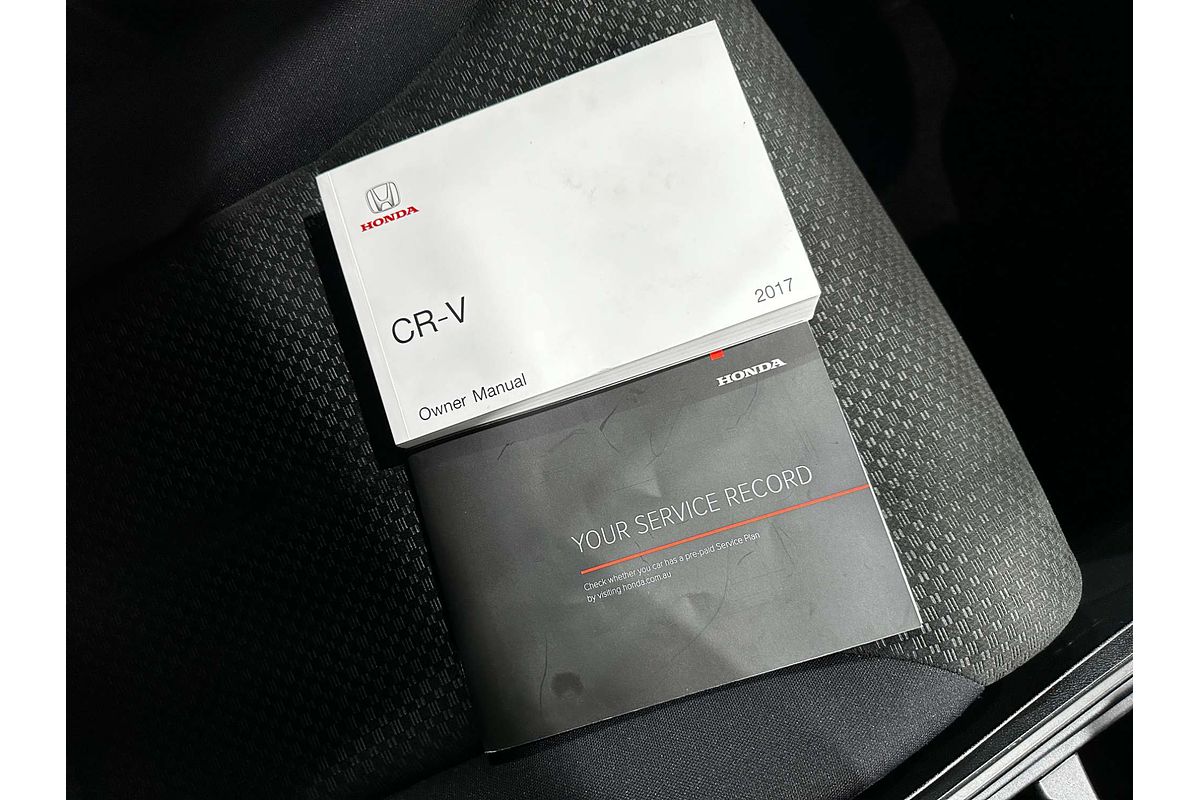 HONDA
CR-V
2017
Owner Manual
HONDA
YOUR SERVICE RECORD
Check whether you car has a pre-paid Service Plan
by visiting honda.com.au